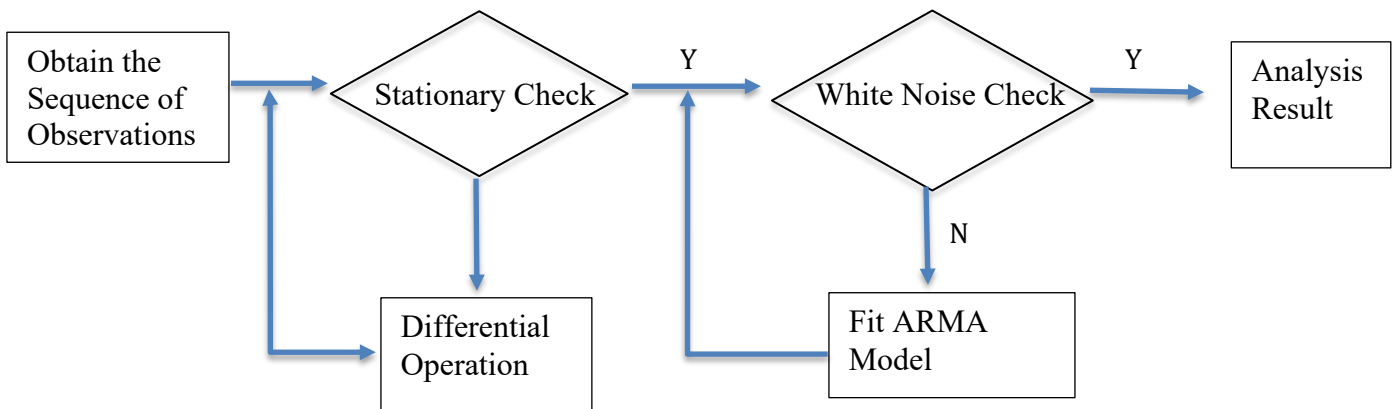 Obtain the
Sequence of
Observations
Stationary Check
Y
White Noise Check
Y
Analysis
Result
N
Differential
Operation
Fit ARMA
Model